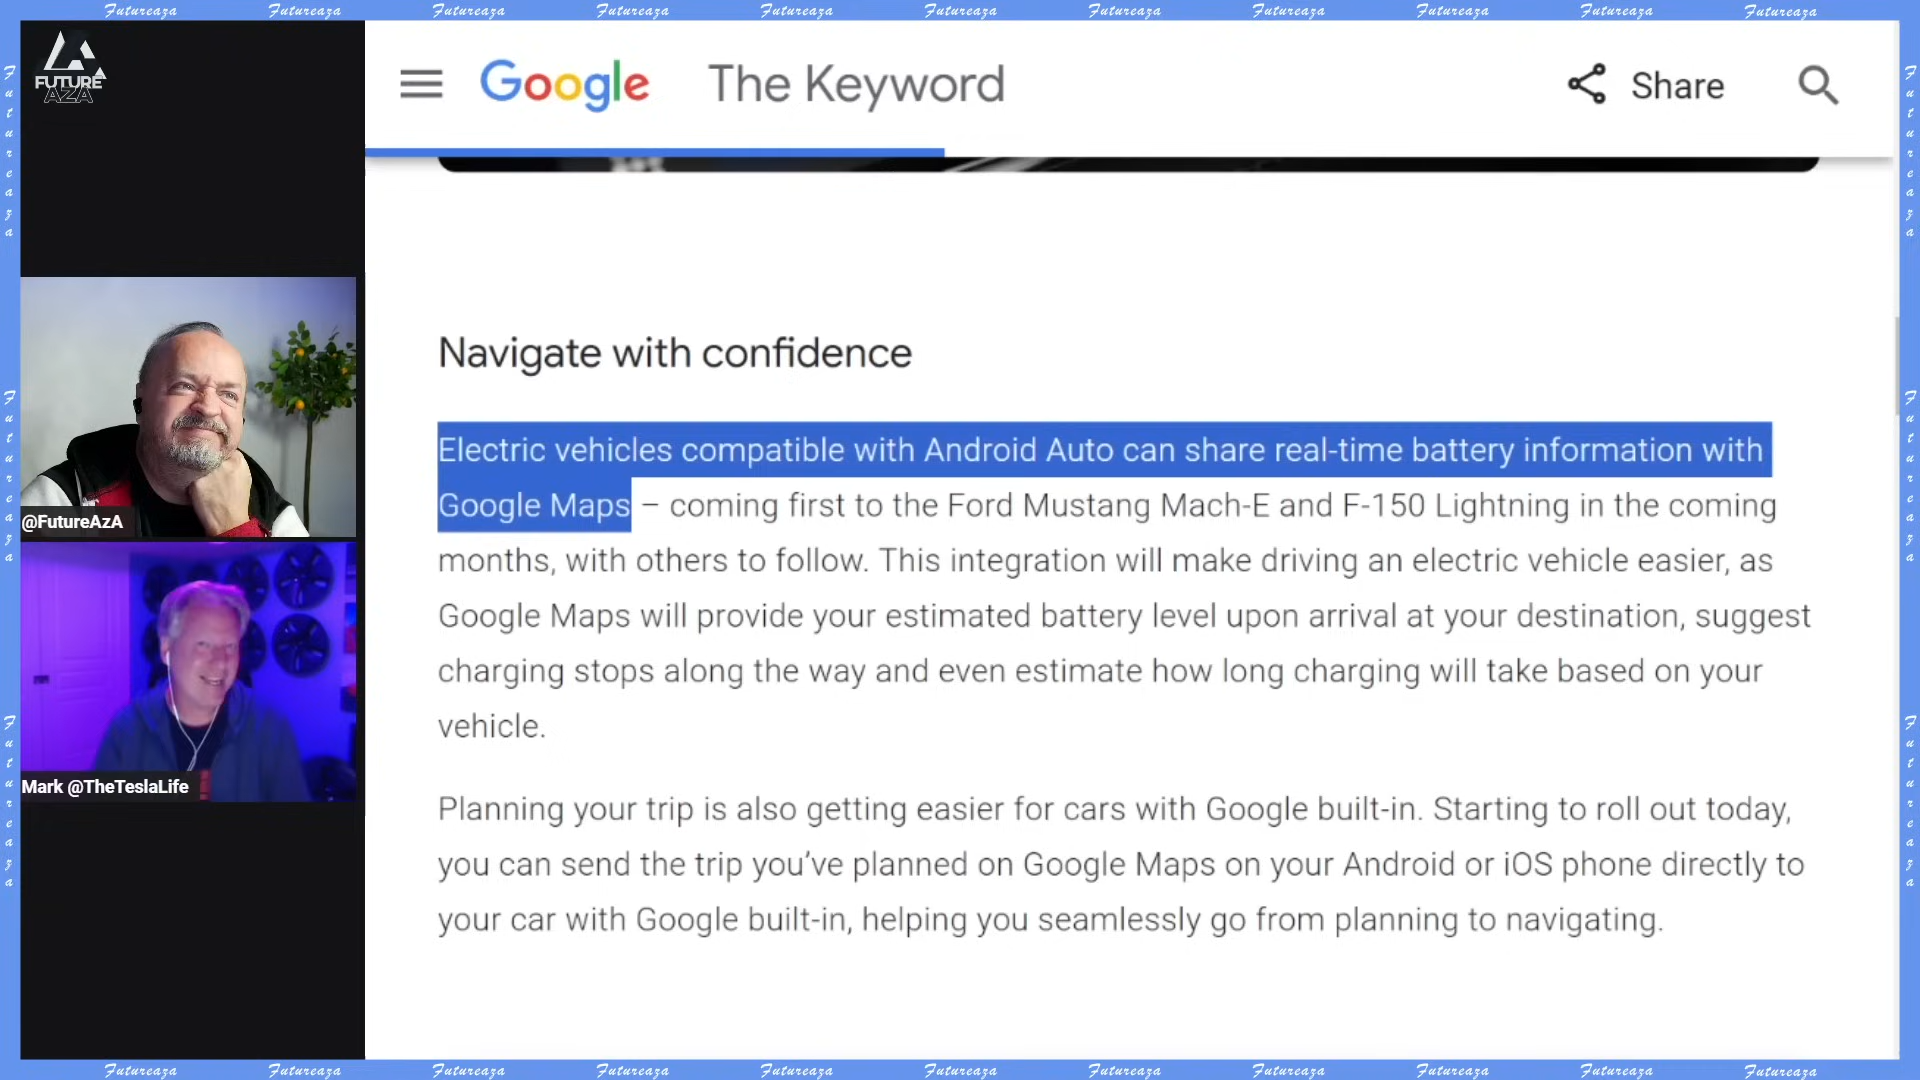 Futureaza Futureaza Futureaza Futureaza Futureaza Futureaza Futureaza Futureaza Futureaza Futureaza Futureaza
FUTURE
AZA
Google The Keyword
Share
Navigate with confidence
Electric vehicles compatible with Android Auto can share real-time battery information with
Google Maps – coming first to the Ford Mustang Mach-E and F-150 Lightning in the coming
months, with others to follow. This integration will make driving an electric vehicle easier, as
Google Maps will provide your estimated battery level upon arrival at your destination, suggest
charging stops along the way and even estimate how long charging will take based on your
vehicle.
Planning your trip is also getting easier for cars with Google built-in. Starting to roll out today,
you can send the trip you’ve planned on Google Maps on your Android or iOS phone directly to
your car with Google built-in, helping you seamlessly go from planning to navigating.
@FutureAzA
Mark @TheTeslaLife
Futureaza
Futureaza
Futureaza
Futureaza
Futureaza
Futureaza
Futureaza Futureaza Futureaza Futureaza Futureaza Futureaza Futureaza Futureaza Futureaza Futureaza Futureaza